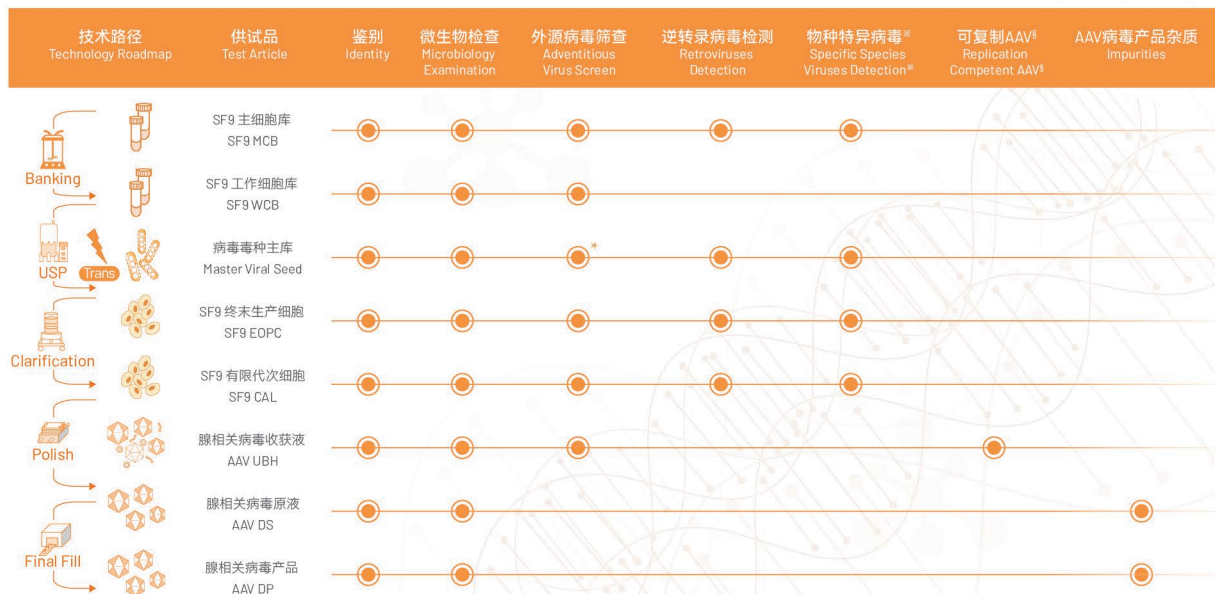 技术路径
Technology Roadmap
供试品
Test Article
鉴别
Identity
微生物检查
Microbiology
Examination
外源病毒筛查
Adventitious
Virus Screen
逆转录病毒检测
Retroviruses
Detection
物种特异病毒※
Specific Species
Viruses Detection※
可复制AAV§
Replication
Competent AAV§
AAV病毒产品杂质
Impurities
Banking
USP
Trans
Clarification
Polish
Final Fill
SF9 主细胞库
SF9 MCB
SF9 工作细胞库
SF9 WCB
病毒毒种主库
Master Viral Seed
*
SF9 终末生产细胞
SF9 EOPC
SF9 有限代次细胞
SF9 CAL
腺相关病毒收获液
AAV UBH
腺相关病毒原液
AAV DS
腺相关病毒产品
AAV DP